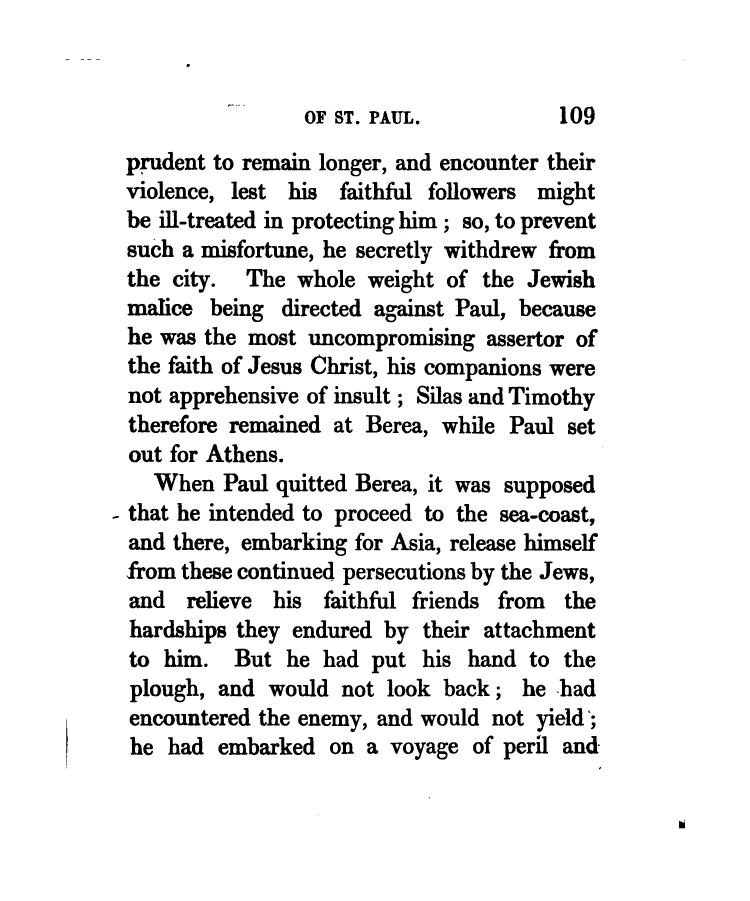 OF ST. PAUL. 109
prudent to remain longer, and encounter their
violence, lest his faithful followers might
be ill-treated in protecting him ; so, to prevent
such a misfortune, he secretly withdrew from
the city. The whole weight of the Jewish
malice being directed against Paul, because
he was the most uncompromising assertor of
the faith of Jesus Christ, his companions were
not apprehensive of insult ; Silas and Timothy
therefore remained at Berea, while Paul set
out for Athens.
When Paul quitted Berea, it was supposed
that he intended to proceed to the sea-coast,
and there, embarking for Asia, release himself
from these continued persecutions by the Jews,
and relieve his faithful friends from the
hardships they endured by their attachment
to him. But he had put his hand to the
plough, and would not look back ; he had
encountered the enemy, and would not yield ;
he had embarked on a voyage of peril and